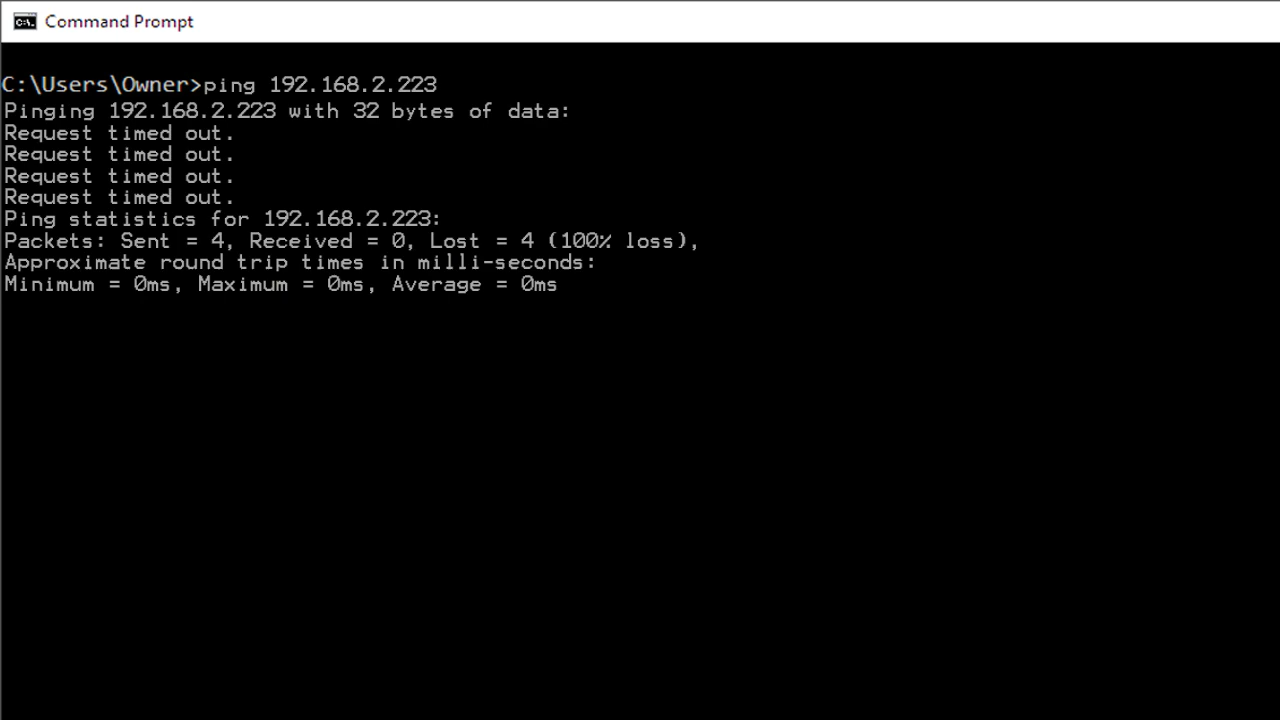 Command Prompt
C:\Users\Owner>ping 192.168.2.223
Pinging 192.168.2.223 with 32 bytes of data:
Request timed out.
Request timed out.
Request timed out.
Request timed out.
Ping statistics for 192.168.2.223:
Packets: Sent = 4, Received = 0, Lost = 4 (100% loss),
Approximate round trip times in milli-seconds:
Minimum = 0ms, Maximum = 0ms, Average = 0ms